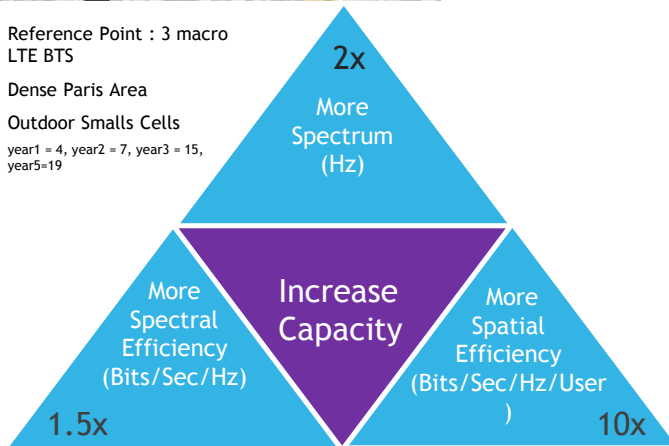 Reference Point : 3 macro
LTE BTS
Dense Paris Area
Outdoor Smalls Cells
year1 = 4, year2 = 7, year3 = 15,
year5=19
2x
More
Spectrum
(Hz)
Increase
Capacity
More
Spectral
Efficiency
(Bits/Sec/Hz)
1.5x
More
Spatial
Efficiency
(Bits/Sec/Hz/User
)
10x